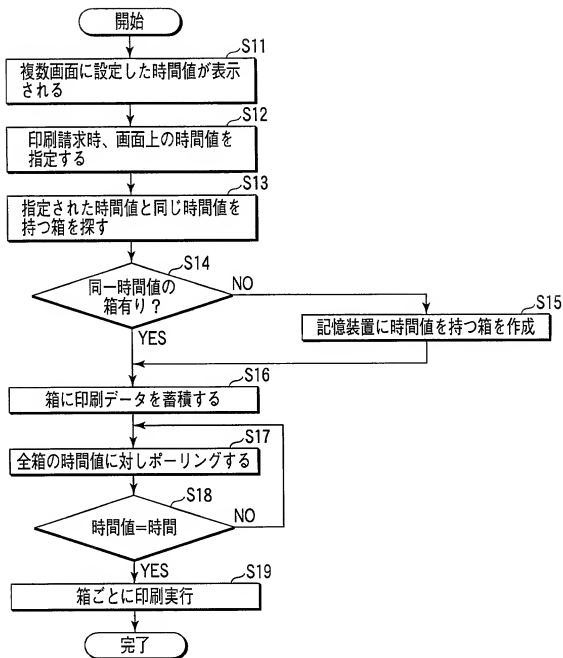 開始
S11
複数画面に設定した時間値が表示
される
S12
印刷請求時、画面上の時間値を
指定する
S13
指定された時間値と同じ時間値を
持つ箱を探す
S14
同一時間値の
箱有り？
NO
YES
S15
記憶装置に時間値を持つ箱を作成
S16
箱に印刷データを蓄積する
S17
全箱の時間値に対しポーリングする
S18
時間値=時間
NO
YES
S19
箱ごとに印刷実行
完了